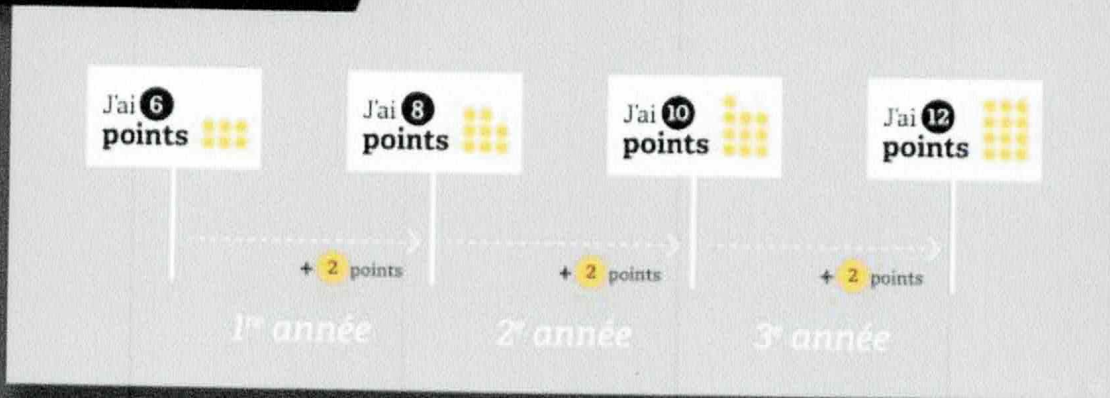 J'ai 6
points
J'ai 8
points
J'ai 10
points
J'ai 12
points
+ 2 points
+ 2 points
+ 2 points
1re année
2e année
3e année